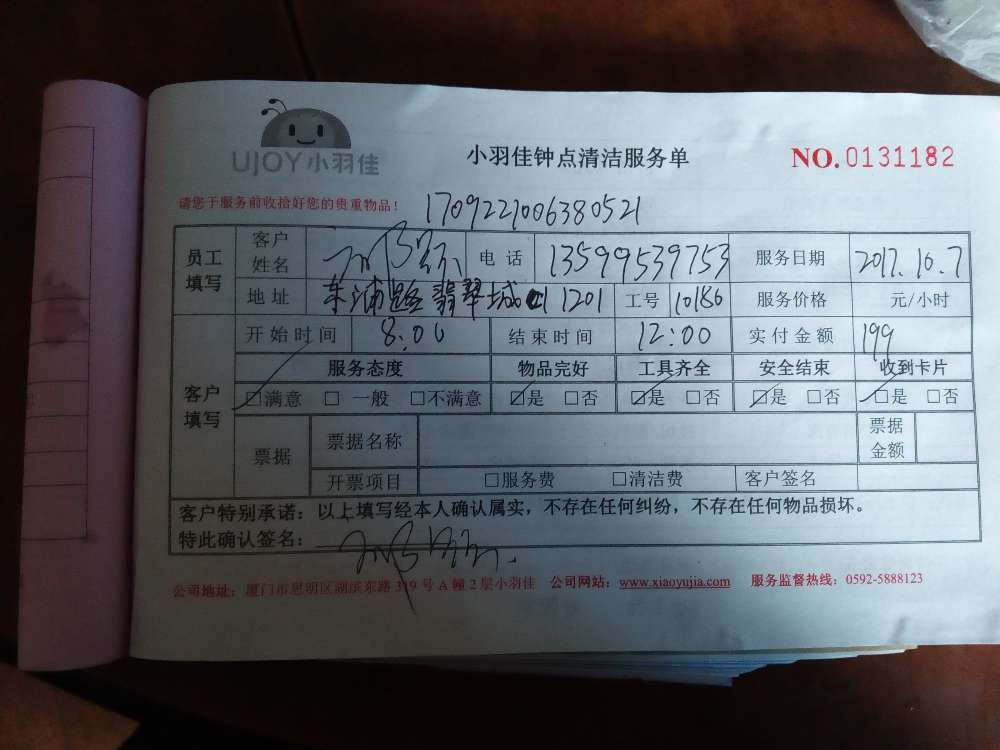 UJOY小羽佳
小羽佳钟点清洁服务单
NO.0131182
请您于服务前收拾好您的贵重物品！
1709221006380521
员工填写 客户姓名 电话 13599539753 服务日期 2017.10.7
地址 东浦路翡翠城 1201 工号 10186 服务价格 元/小时
客户填写 开始时间 8:00 结束时间 12:00 实付金额 199
服务态度 物品完好 工具齐全 安全结束 收到卡片
□满意 □一般 □不满意 □是 □否 □是 □否 □是 □否 □是 □否
票据 票据名称 票据金额
开票项目 □服务费 □清洁费 客户签名
客户特别承诺：以上填写经本人确认属实，不存在任何纠纷，不存在任何物品损坏。
特此确认签名：
公司地址：厦门市思明区湖滨东路319号A幢2层小羽佳 公司网站：www.xiaoyujia.com 服务监督热线：0592-5888123